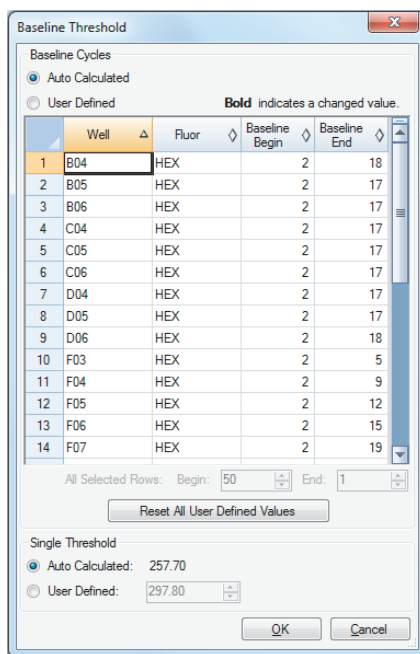 Baseline Threshold
Baseline Cycles
Auto Calculated
User Defined Bold indicates a changed value.
Well Fluor Baseline Begin Baseline End
1 B04 HEX 2 18
2 B05 HEX 2 17
3 B06 HEX 2 17
4 C04 HEX 2 17
5 C05 HEX 2 17
6 C06 HEX 2 17
7 D04 HEX 2 17
8 D05 HEX 2 17
9 D06 HEX 2 18
10 F03 HEX 2 5
11 F04 HEX 2 9
12 F05 HEX 2 12
13 F06 HEX 2 15
14 F07 HEX 2 19
All Selected Rows: Begin: 50 End: 1
Reset All User Defined Values
Single Threshold
Auto Calculated: 257.70
User Defined: 297.80
OK Cancel